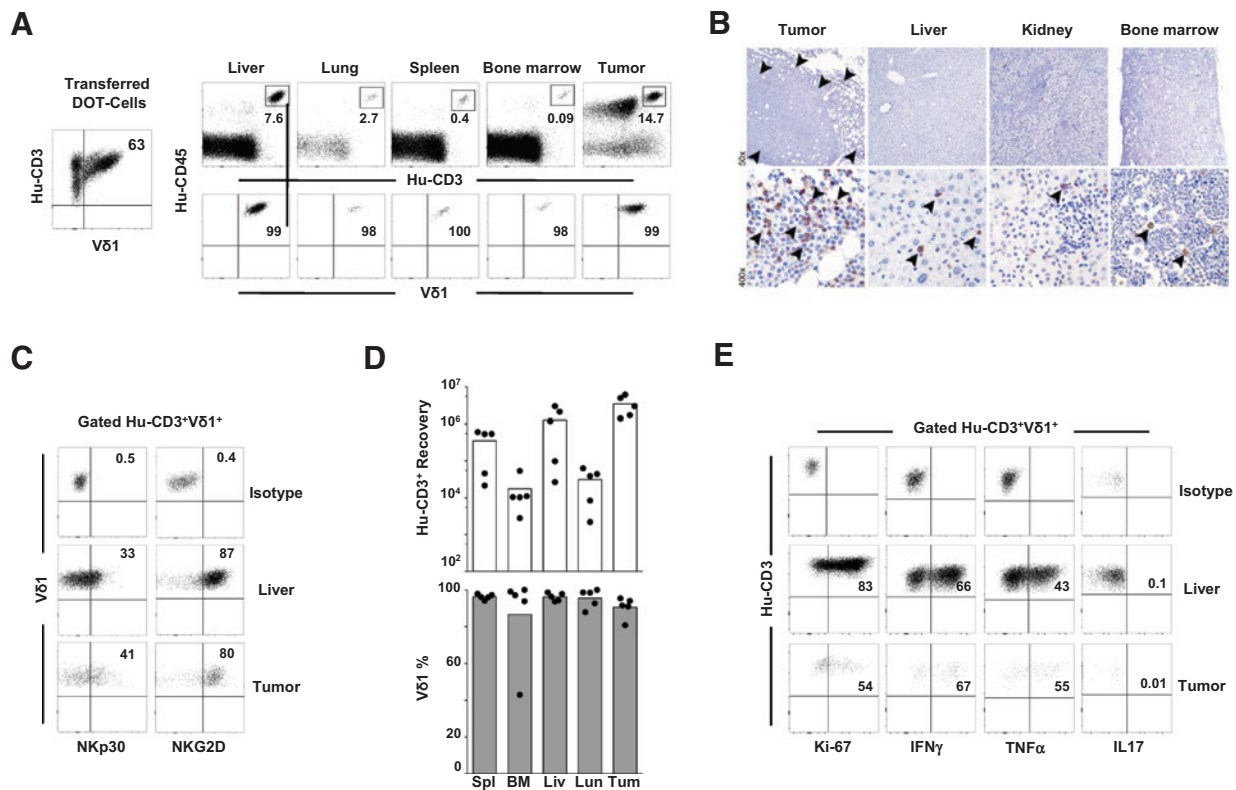 A
Transferred
DOT-Cells
63
Hu-CD3
Vδ1
Liver Lung Spleen Bone marrow Tumor
7.6 2.7 0.4 0.09 14.7
Hu-CD45
Hu-CD3
99 98 100 98 99
Vδ1
B
Tumor Liver Kidney Bone marrow
50x
400x
C
Gated Hu-CD3⁺Vδ1⁺
0.5 0.4
Isotype
33 87
Liver
41 80
Tumor
Vδ1
NKp30 NKG2D
D
10⁷
10⁶
10⁴
10²
Hu-CD3⁺ Recovery
100
60
20
0
Vδ1 %
Spl BM Liv Lun Tum
E
Gated Hu-CD3⁺Vδ1⁺
Isotype
83 66 43 0.1
Liver
54 67 55 0.01
Tumor
Hu-CD3
Ki-67 IFNγ TNFα IL17